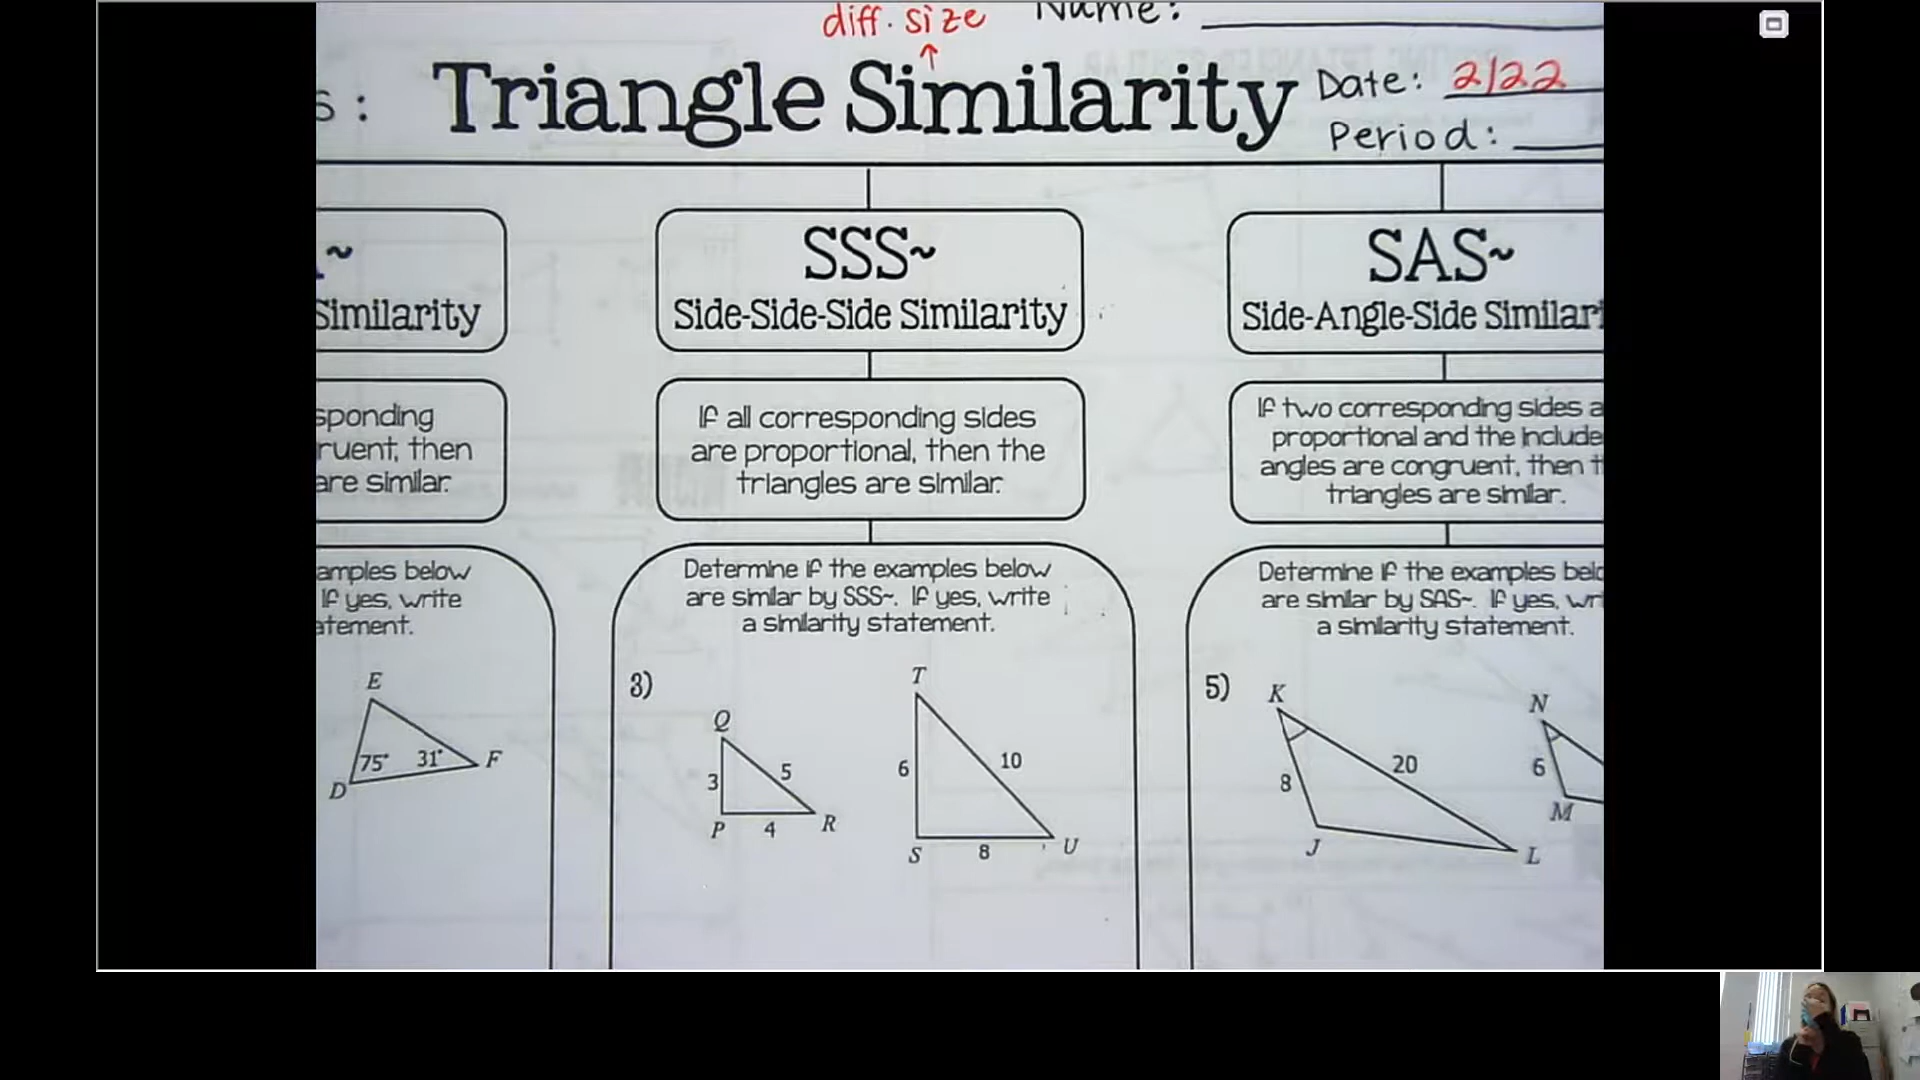 diff. size
Name:
Triangle Similarity
Date: 2/22
Period:
~
Similarity
SSS~
Side-Side-Side Similarity
SAS~
Side-Angle-Side Similari
sponding
ruent, then
are similar.
If all corresponding sides
are proportional, then the
triangles are similar.
If two corresponding sides a
proportional and the include
angles are congruent, then t
triangles are similar.
amples below
If yes, write
atement.
E
75°
31°
F
D
Determine if the examples below
are similar by SSS~. If yes, write
a similarity statement.
3)
Q
3
5
P
4
R
T
6
10
S
8
U
Determine if the examples belo
are similar by SAS~. If yes, wri
a similarity statement.
5)
K
8
20
J
L
N
6
M